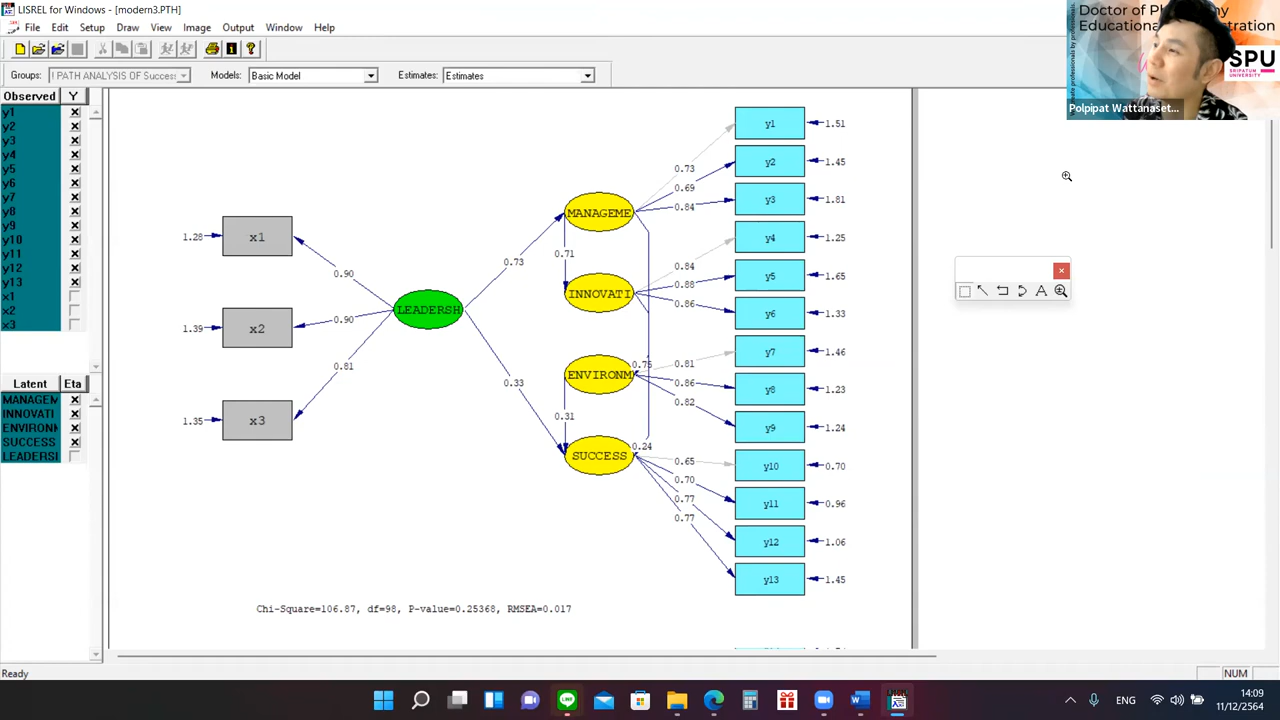 LISREL for Windows - [modern3.PTH]
File Edit Setup Draw View Image Output Window Help
Groups: PATH ANALYSIS OF Succes: Models: Basic Model Estimates: Estimates
Observed Y
y1
y2
y3
y4
y5
y6
y7
y8
y9
y10
y11
y12
y13
x1
x2
x3
Latent Eta
MANAGEM
INNOVATI
ENVIRONM
SUCCESS
LEADERSI
1.28 x1
1.39 x2
1.35 x3
0.90
0.90
0.81
LEADERSH
0.73
0.33
MANAGEME
0.71
INNOVATI
ENVIRONM
0.31
SUCCESS
0.75
0.24
0.73
0.69
0.84
0.84
0.88
0.86
0.81
0.86
0.82
0.65
0.70
0.77
0.77
y1 1.51
y2 1.45
y3 1.81
y4 1.25
y5 1.65
y6 1.33
y7 1.46
y8 1.23
y9 1.24
y10 0.70
y11 0.96
y12 1.06
y13 1.45
Chi-Square=106.87, df=98, P-value=0.25368, RMSEA=0.017
Doctor of Ph
my
Educationa
tration
SPU
SRIPATUM
UNIVERSITY
Polpipat Wattanaset...
Ready
NUM
ENG
14:09
11/12/2564